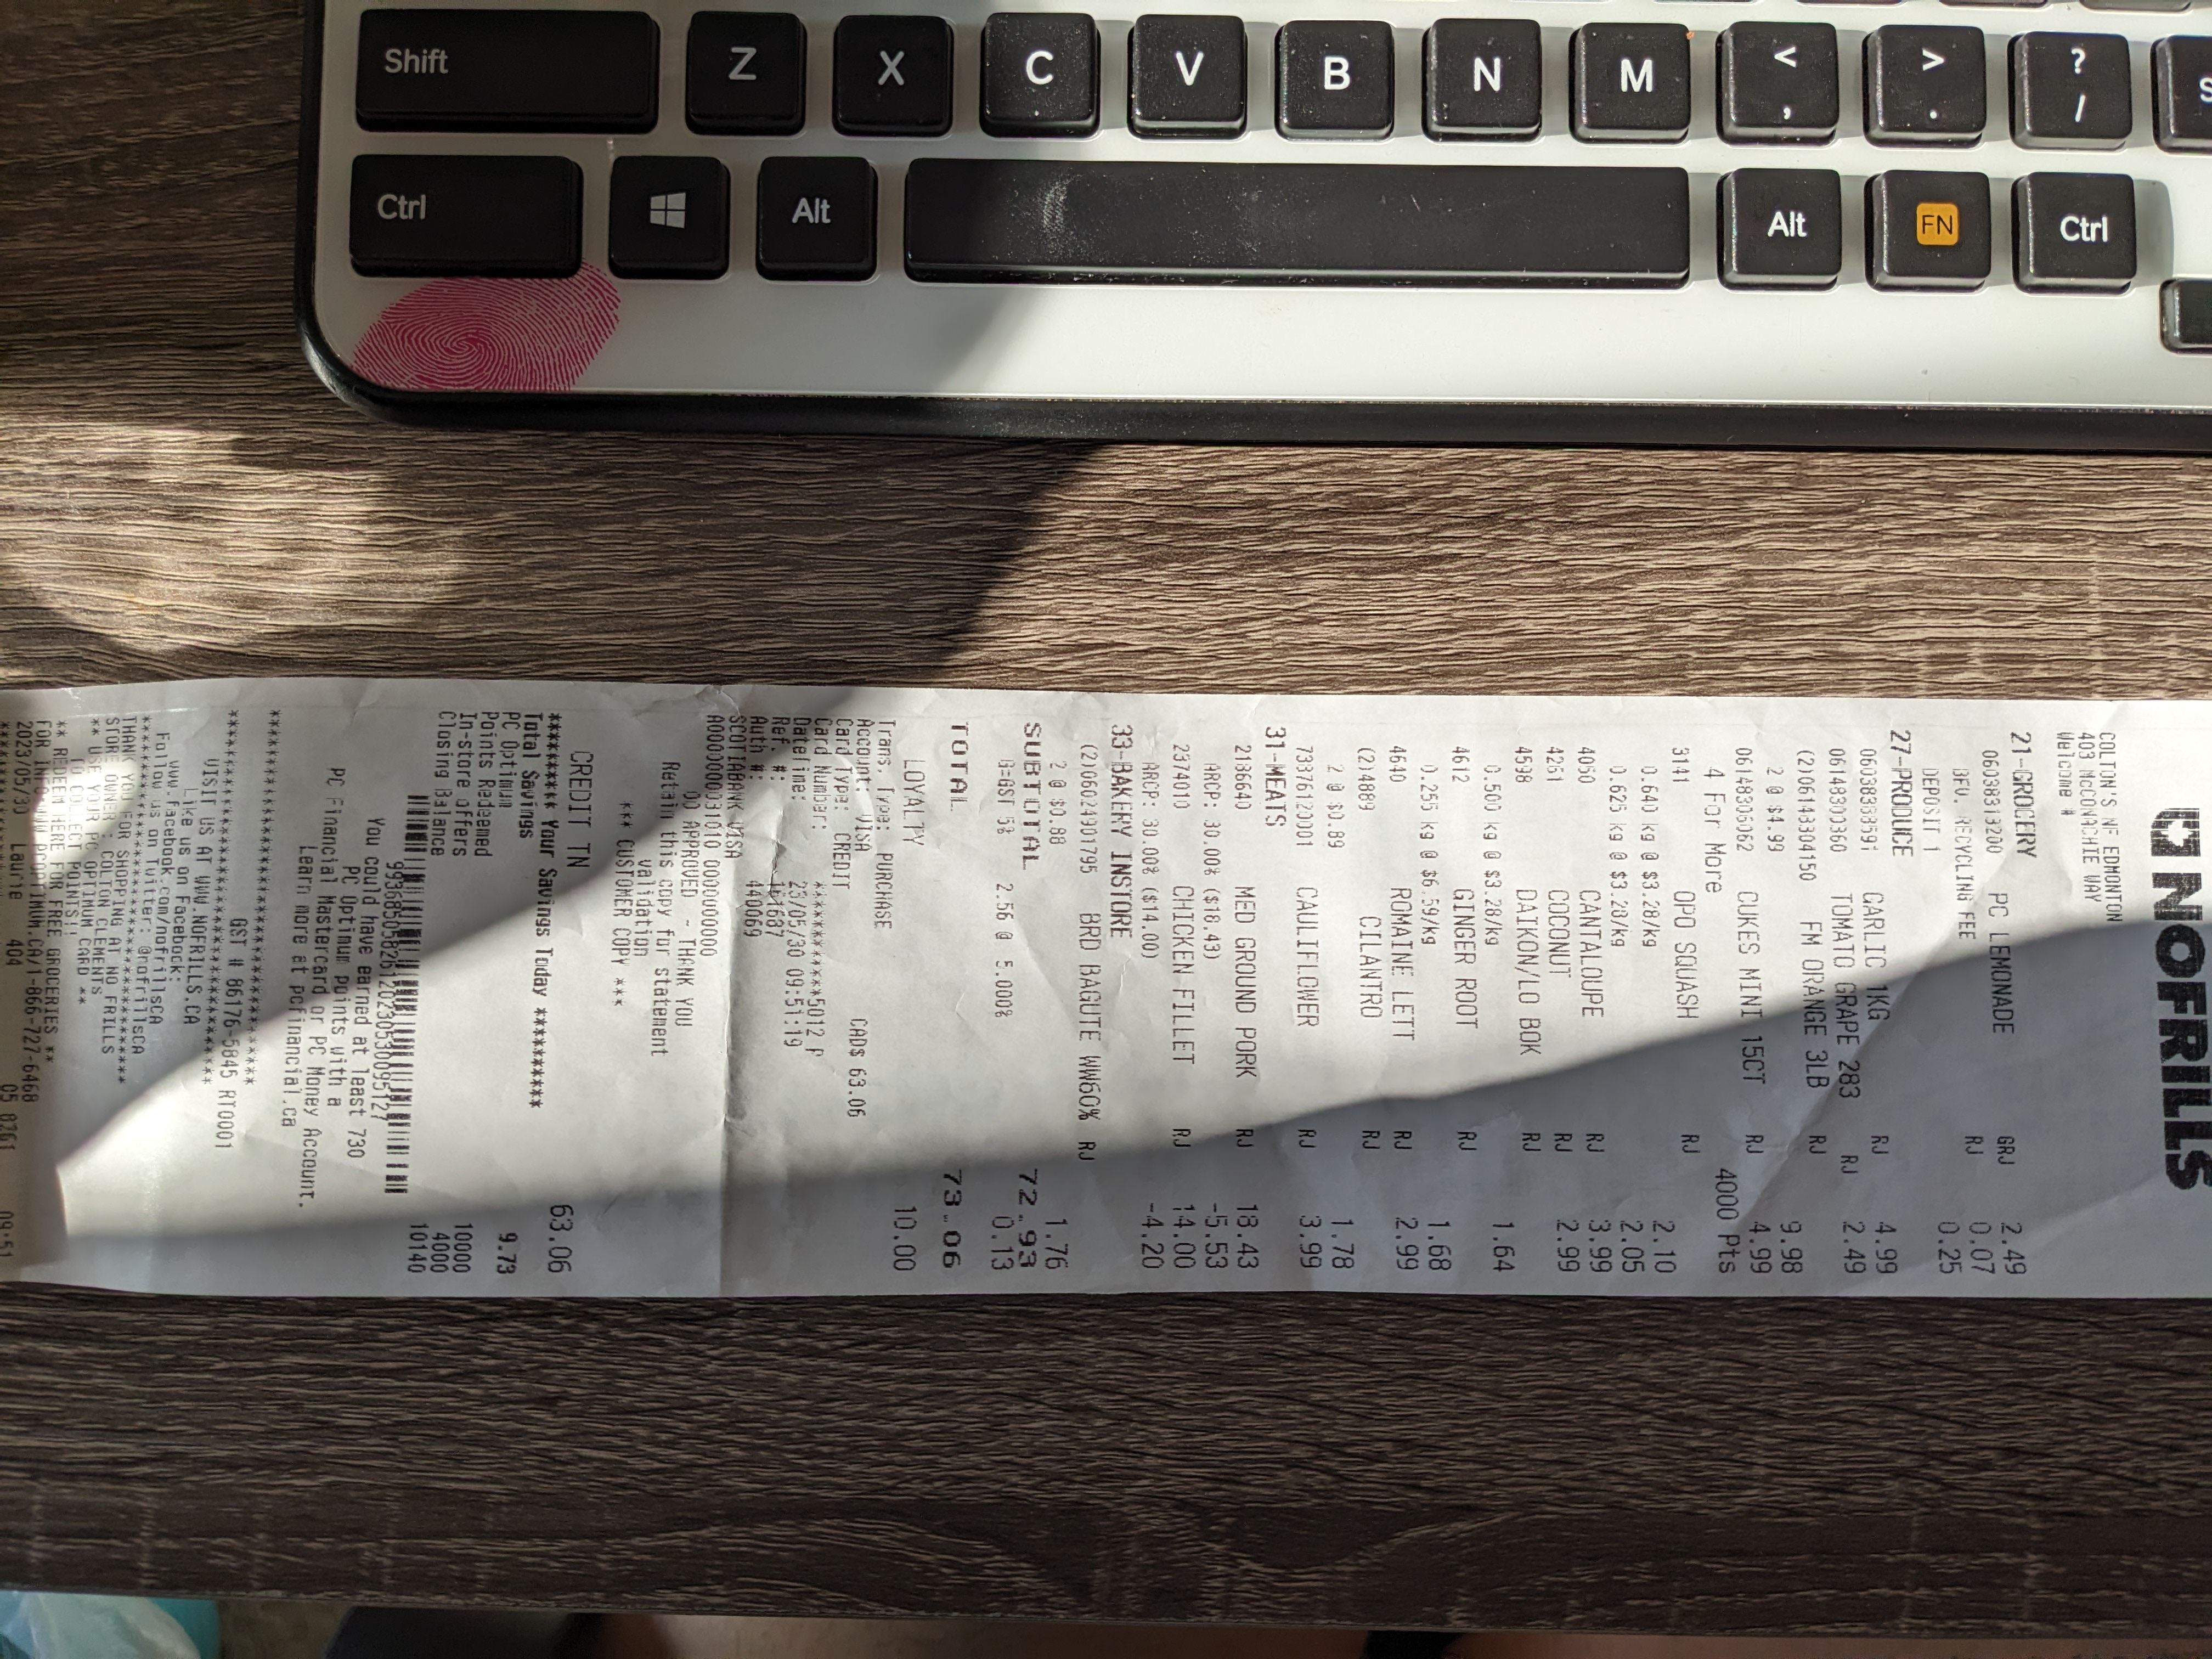 Shift Z X C V B N M < , > . ? /
Ctrl Alt Alt FN Ctrl
NOFRILLS
COLTON'S NF EDMONTON
403 MCCONACHIE WAY
Welcome #
21-GROCERY
06038313200 PC LEMONADE GRJ 2.49
BEV. RECYCLING FEE RJ 0.07
DEPOSIT 1 0.25
27-PRODUCE
06038383591 GARLIC 1KG RJ 4.99
06148300360 TOMATO GRAPE 283 RJ 2.49
(2)06143304150 FM ORANGE 3LB RJ
2 @ $4.99 9.98
06148305062 CUKES MINI 15CT RJ 4.99
4 For More 4000 Pts
3141 OPO SQUASH RJ
0.640 kg @ $3.28/kg 2.10
0.625 kg @ $3.28/kg 2.05
4050 CANTALOUPE RJ 3.99
4261 COCONUT RJ 2.99
4598 DAIKON/LO BOK RJ
0.500 kg @ $3.28/kg 1.64
4612 GINGER ROOT RJ
0.255 kg @ $6.59/kg 1.68
4640 ROMAINE LETT RJ 2.99
(2)4889 CILANTRO RJ
2 @ $0.89 1.78
73376120001 CAULIFLOWER RJ 3.99
31-MEATS
2186640 MED GROUND PORK RJ 18.43
ARCP: 30.00% ($18.43) -5.53
2374010 CHICKEN FILLET RJ 14.00
ARCP: 30.00% ($14.00) -4.20
33-BAKERY INSTORE
(2)06024901795 BRD BAGUTE WW60% RJ
2 @ $0.88 1.76
SUBTOTAL 72.93
G=GST 5% 2.56 @ 5.000% 0.13
TOTAL 73.06
LOYALTY 10.00
Trans. Type: PURCHASE
Account: VISA CAD$ 63.06
Card Type: CREDIT
Card Number: ************5012 P
DateTime: 23/05/30 09:51:19
Ref. #:
Auth #: 440069
SCOTIABANK VISA
A0000000031010 0000000000
00 APPROVED - THANK YOU
Retain this copy for statement
validation
*** CUSTOMER COPY ***
CREDIT TN 63.06
********* Your Savings Today *********
Total Savings 9.73
PC Optimum
Points Redeemed 10000
In-store offers 4000
Closing Balance 10140
You could have earned at least 730
PC Optimum Points with a
PC Financial Mastercard or PC Money Account.
Learn more at pcfinancial.ca
GST # 86176-5845 RT0001
VISIT US AT WWW.NOFRILLS.CA
Like us on Facebook:
www.facebook.com/nofrillsCA
Follow us on Twitter: @nofrillsCA
THANK YOU FOR SHOPPING AT NO FRILLS
STORE OWNER : COLTON CLEMENTS
** USE YOUR PC OPTIMUM CARD **
TO COLLECT POINTS!!
** REDEEM HERE FOR FREE GROCERIES **
FOR INFO WWW.PCOPTIMUM.CA/1-866-727-6468
2023/05/30 Laurie 404 05 8261 09:51